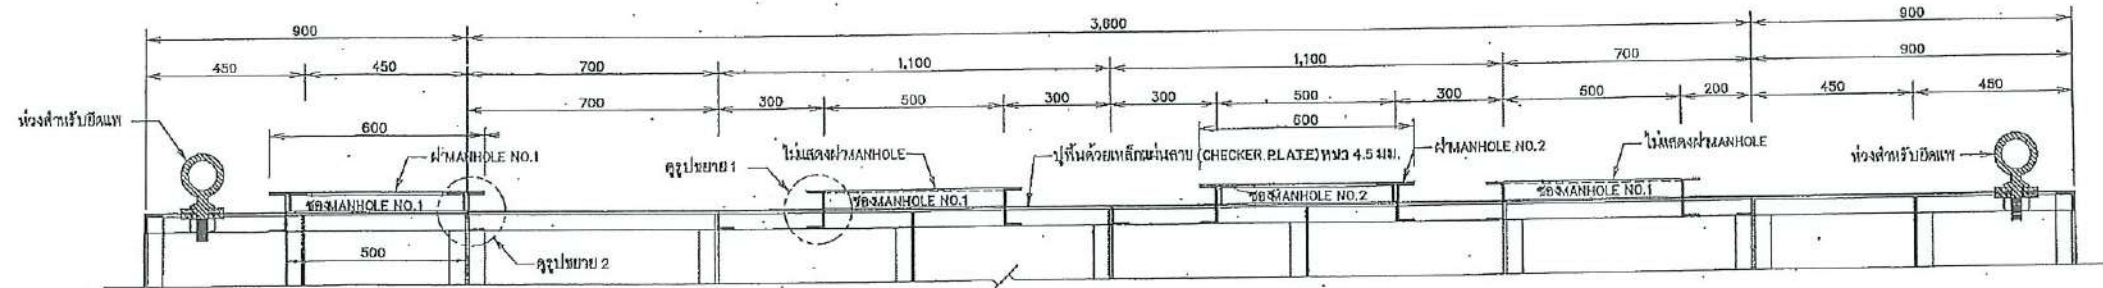 900
3,600
900
450
450
700
1,100
1,100
700
900
700
300
500
300
300
500
300
500
200
450
450
ห่วงสำหรับยึดแพ
600
ฝาMANHOLE NO.1
ดูรูปขยาย 1
ไม่แสดงฝาMANHOLE
ปูพื้นด้วยเหล็กแผ่นลาย (CHECKER PLATE) หนา 4.5 มม.
600
ฝาMANHOLE NO.2
ไม่แสดงฝาMANHOLE
ห่วงสำหรับยึดแพ
ช่องMANHOLE NO.1
ช่องMANHOLE NO.1
ช่องMANHOLE NO.2
ช่องMANHOLE NO.1
500
ดูรูปขยาย 2